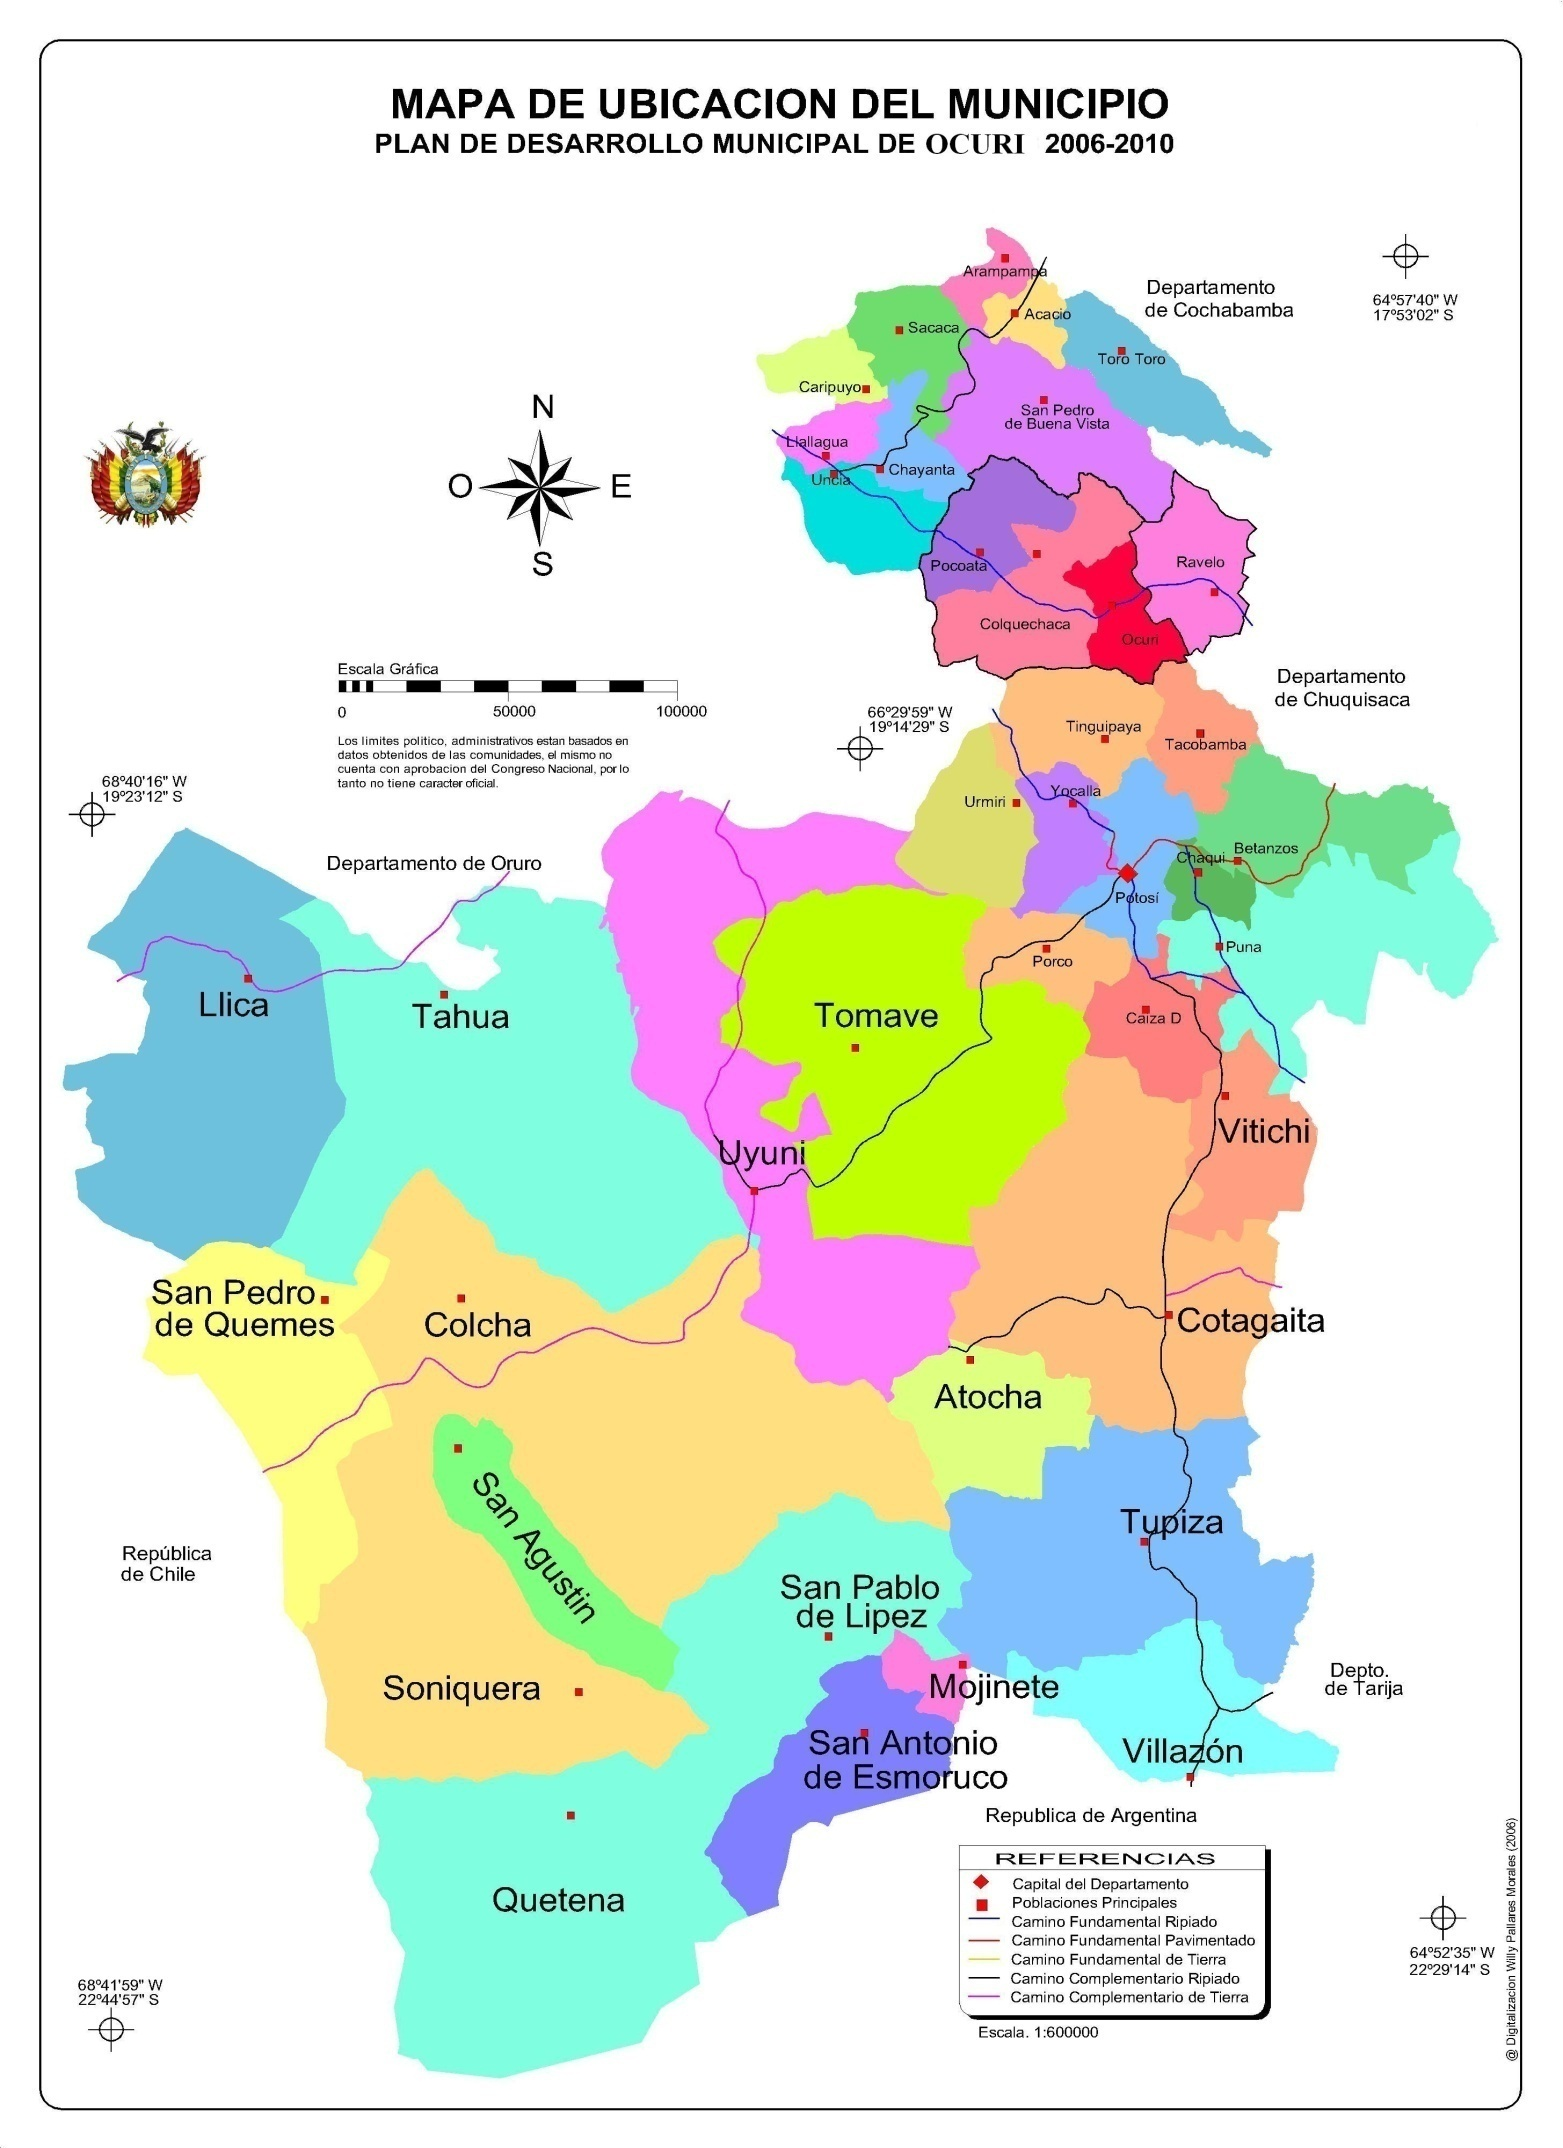 MAPA DE UBICACION DEL MUNICIPIO
PLAN DE DESARROLLO MUNICIPAL DE OCURI 2006-2010
Arampampa
Departamento
de Cochabamba
64º57'40" W
17º53'02" S
Acacio
Sacaca
Toro Toro
Caripuyo
San Pedro
de Buena Vista
N
O
E
S
Llallagua
Chayanta
Uncía
Pocoata
Ravelo
Colquechaca
Ocuri
Escala Gráfica
0 50000 100000
Los limites politico, administrativos estan basados en
datos obtenidos de las comunidades, el mismo no
cuenta con aprobacion del Congreso Nacional, por lo
tanto no tiene caracter oficial.
Departamento
de Chuquisaca
66º29'59" W
19º14'29" S
Tinguipaya
Tacobamba
68º40'16" W
19º23'12" S
Urmiri
Yocalla
Departamento de Oruro
Chaqui
Betanzos
Potosí
Puna
Porco
Llica
Tahua
Tomave
Caiza D
Vitichi
Uyuni
San Pedro
de Quemes
Colcha
Cotagaita
Atocha
San Agustin
Tupiza
República
de Chile
San Pablo
de Lipez
Soniquera
Mojinete
Depto.
de Tarija
San Antonio
de Esmoruco
Villazón
Republica de Argentina
Quetena
REFERENCIAS
Capital del Departamento
Poblaciones Principales
Camino Fundamental Ripiado
Camino Fundamental Pavimentado
Camino Fundamental de Tierra
Camino Complementario Ripiado
Camino Complementario de Tierra
Escala. 1:600000
64º52'35" W
22º29'14" S
68º41'59" W
22º44'57" S
@ Digitalizacion Willy Pallares Morales (2006)